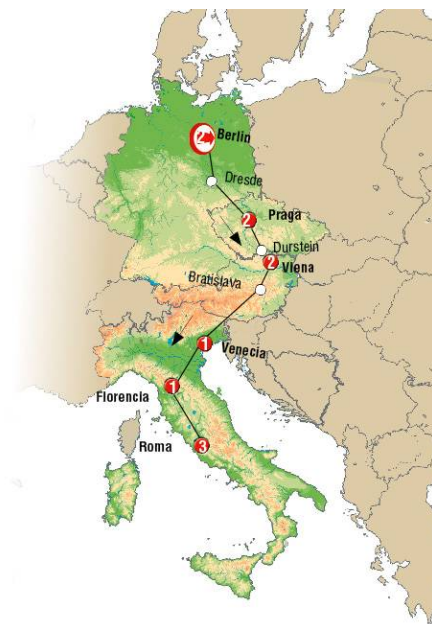 2 Berlin
Dresde
Praga
2
Durstein
2
Viena
Bratislava
1 Venecia
1
Florencia
Roma 3